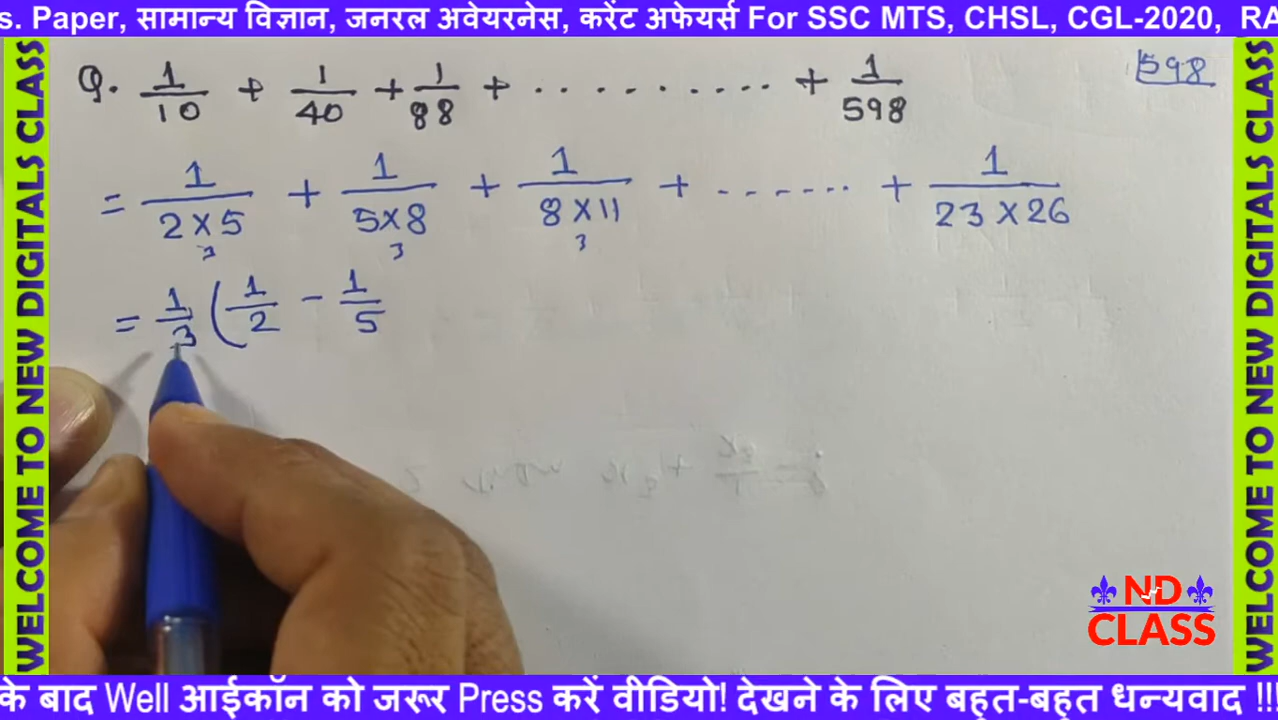 s. Paper, सामान्य विज्ञान, जनरल अवेयरनेस, करेंट अफेयर्स For SSC MTS, CHSL, CGL-2020, RA
WELCOME TO NEW DIGITALS CLASS
Q. 1/10 + 1/40 + 1/88 + .......... + 1/598
598
= 1/2×5 + 1/5×8 + 1/8×11 + ....... + 1/23×26
3 3 3
= 1/3 (1/2 - 1/5
ND
CLASS
WELCOME TO NEW DIGITALS CLASS
के बाद Well आईकॉन को जरूर Press करें वीडियो! देखने के लिए बहुत-बहुत धन्यवाद !!!